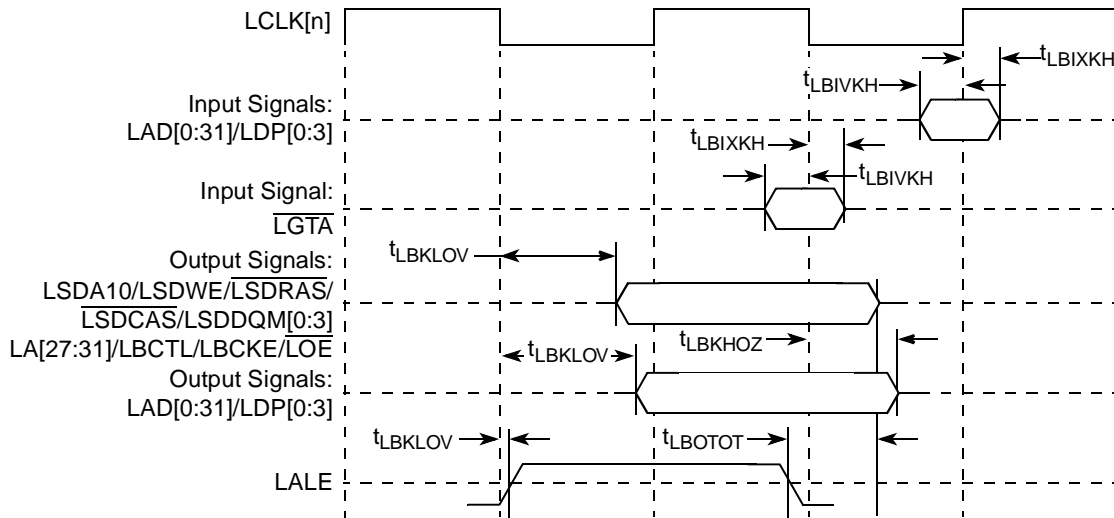 LCLK[n]
tLBIXKH
tLBIVKH
Input Signals:
LAD[0:31]/LDP[0:3]
tLBIXKH
tLBIVKH
Input Signal:
LGTA
tLBKLOV
Output Signals:
LSDA10/LSDWE/LSDRAS/
LSDCAS/LSDDQM[0:3]
LA[27:31]/LBCTL/LBCKE/LOE
tLBKHOZ
tLBKLOV
Output Signals:
LAD[0:31]/LDP[0:3]
tLBKLOV
tLBOTOT
LALE